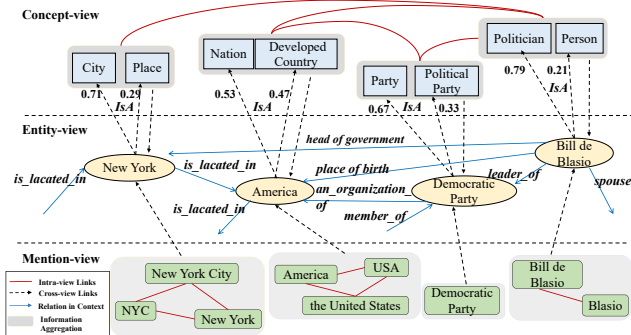 Concept-view
City
Place
Nation
Developed
Country
Party
Political
Party
Politician
Person
0.71
0.29
IsA
0.53
0.47
IsA
0.67
IsA
0.33
0.79
0.21
IsA
Entity-view
head of government
New York
is_lacated_in
is_lacated_in
America
is_lacated_in
place of birth
an_organization_
of
member_of
Democratic
Party
leader_of
Bill de
Blasio
spouse
Mention-view
Intra-view Links
Cross-view Links
Relation in Context
Information
Aggregation
New York City
NYC
New York
America
USA
the United States
Democratic
Party
Bill de
Blasio
Blasio